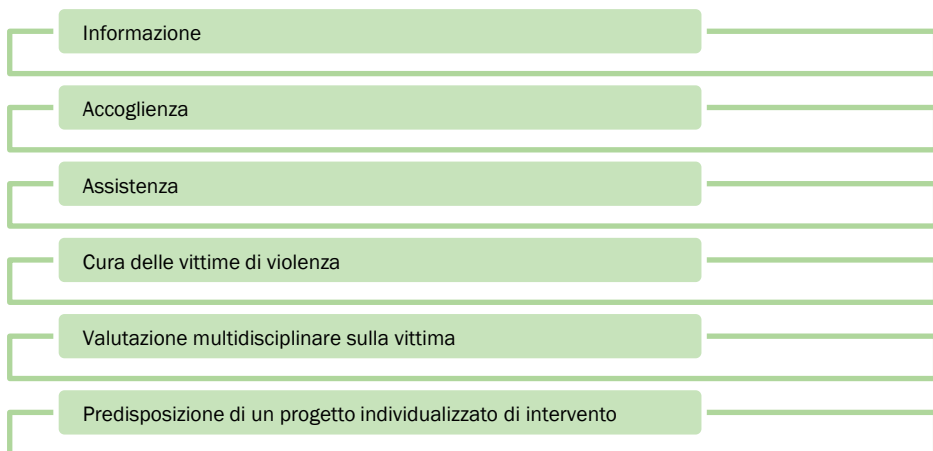 Informazione
Accoglienza
Assistenza
Cura delle vittime di violenza
Valutazione multidisciplinare sulla vittima
Predisposizione di un progetto individualizzato di intervento